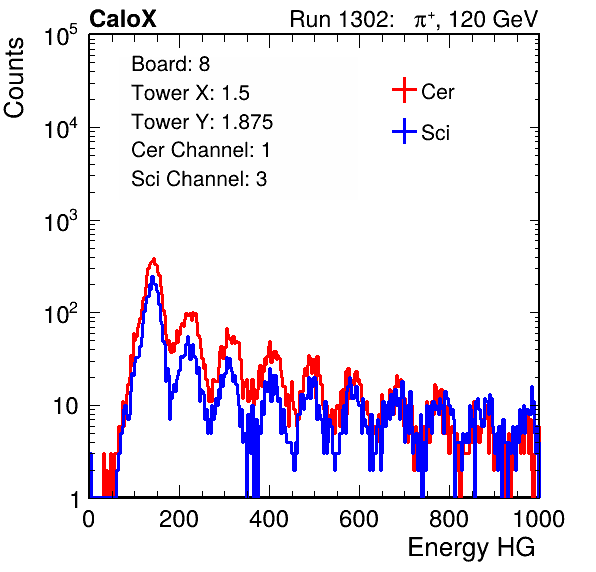 CaloX Run 1302: π⁺, 120 GeV
Counts
10⁵
10⁴
10³
10²
10
1
Board: 8
Tower X: 1.5
Tower Y: 1.875
Cer Channel: 1
Sci Channel: 3
Cer
Sci
0 200 400 600 800 1000
Energy HG